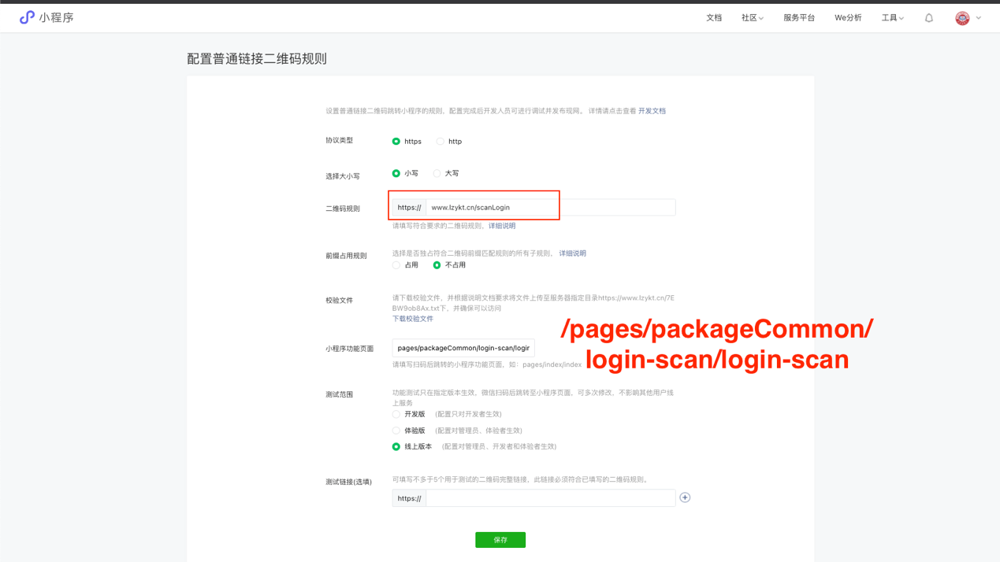 小程序
文档 社区 服务平台 We分析 工具
配置普通链接二维码规则
设置普通链接二维码跳转小程序的规则，配置完成后开发人员可进行调试并发布现网。 详情请点击查看 开发文档
协议类型 https http
选择大小写 小写 大写
二维码规则 https:// www.lzykt.cn/scanLogin
请填写符合要求的二维码规则。详细说明
前缀占用规则 选择是否独占符合二维码前缀匹配规则的所有子规则， 详细说明
占用 不占用
校验文件 请下载校验文件，并根据说明文档要求将文件上传至服务器指定目录https://www.lzykt.cn/7E
BW9ob8Ax.txt下，并确保可以访问
下载校验文件
/pages/packageCommon/
login-scan/login-scan
小程序功能页面 pages/packageCommon/login-scan/login
请填写扫码后跳转的小程序功能页面，如：pages/index/index
测试范围 功能测试只在指定版本生效，微信扫码后跳转至小程序页面，可多次修改，不影响其他用户线
上服务
开发版 (配置只对开发者生效)
体验版 (配置对管理员、体验者生效)
线上版本 (配置对管理员、开发者和体验者生效)
测试链接(选填) 可填写不多于5个用于测试的二维码完整链接，此链接必须符合已填写的二维码规则。
https://
保存